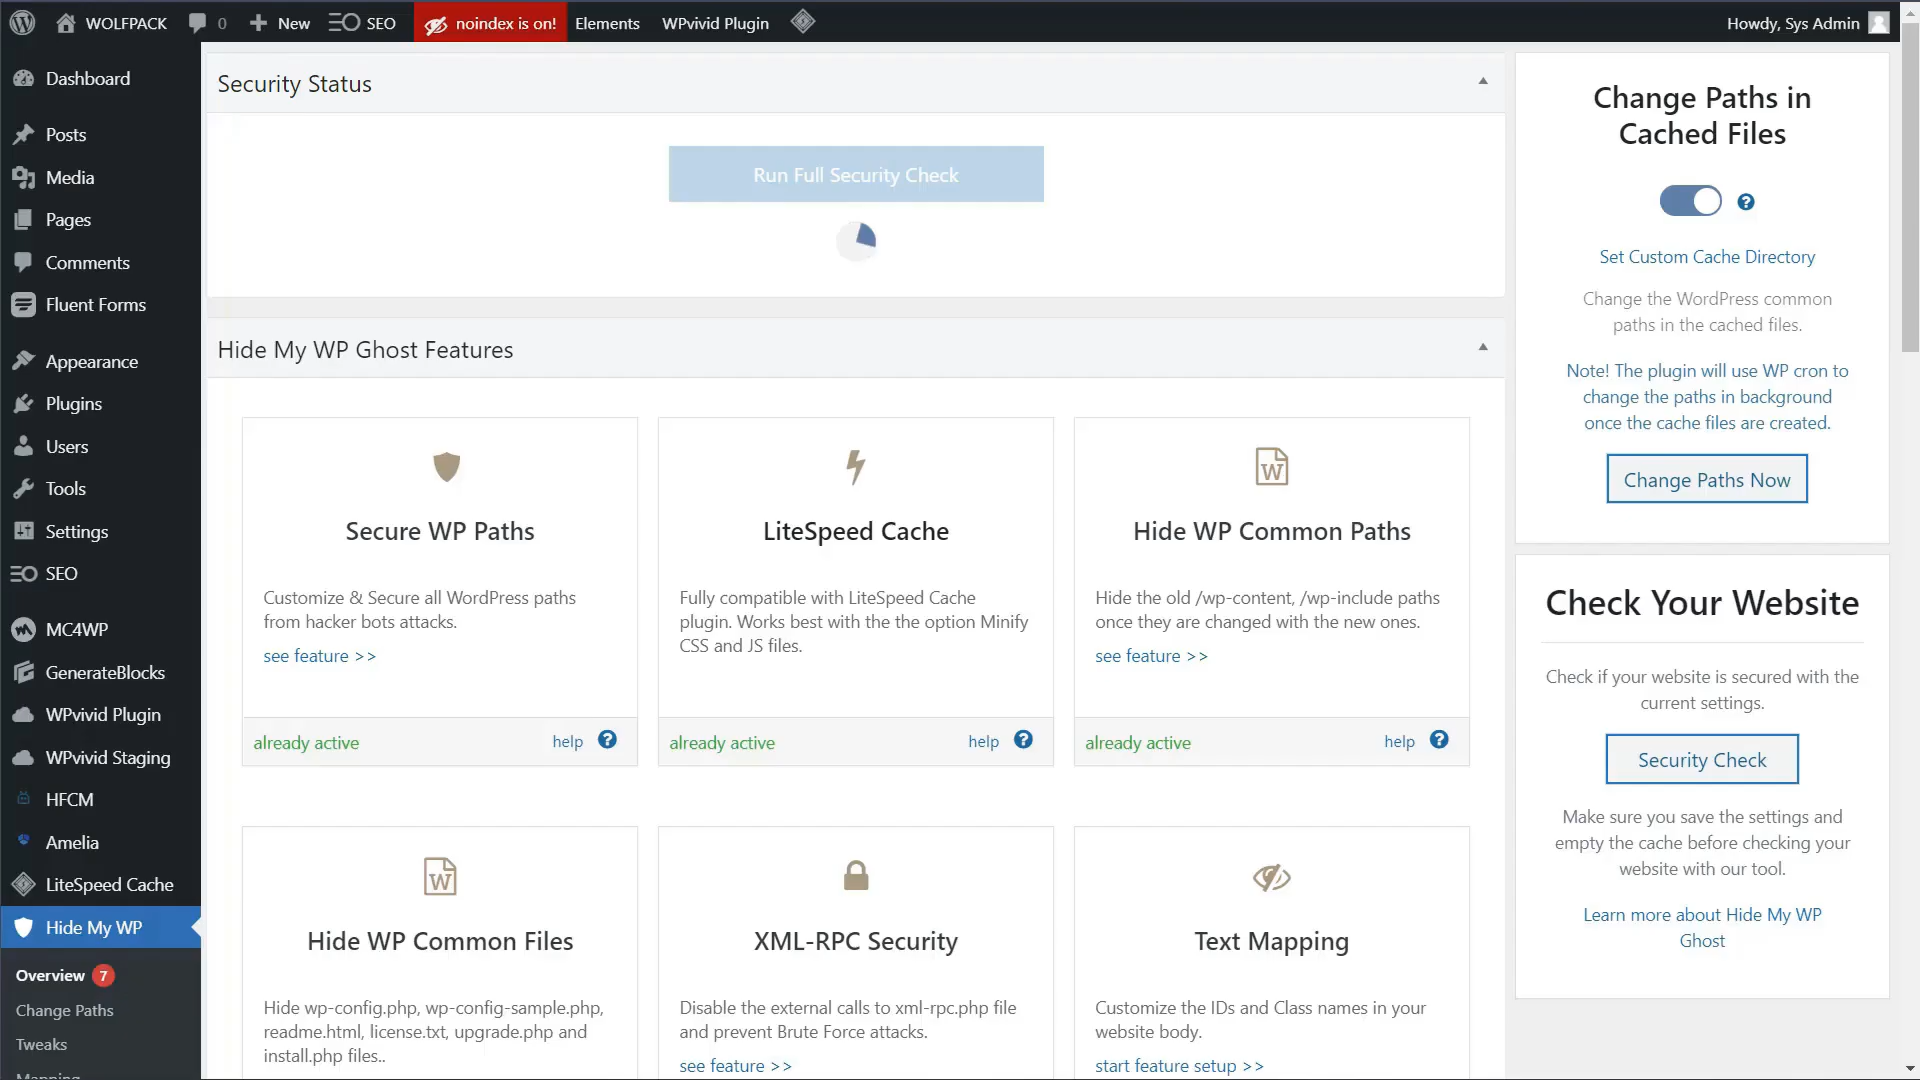 WOLFPACK 0 New SEO noindex is on! Elements WPvivid Plugin Howdy, Sys Admin
Dashboard
Posts
Media
Pages
Comments
Fluent Forms
Appearance
Plugins
Users
Tools
Settings
SEO
MC4WP
GenerateBlocks
WPvivid Plugin
WPvivid Staging
HFCM
Amelia
LiteSpeed Cache
Hide My WP
Overview 7
Change Paths
Tweaks
Mapping
Security Status
Run Full Security Check
Hide My WP Ghost Features
Secure WP Paths
Customize & Secure all WordPress paths
from hacker bots attacks.
see feature >>
already active help ?
LiteSpeed Cache
Fully compatible with LiteSpeed Cache
plugin. Works best with the the option Minify
CSS and JS files.
already active help ?
W
Hide WP Common Paths
Hide the old /wp-content, /wp-include paths
once they are changed with the new ones.
see feature >>
already active help ?
W
Hide WP Common Files
Hide wp-config.php, wp-config-sample.php,
readme.html, license.txt, upgrade.php and
install.php files..
XML-RPC Security
Disable the external calls to xml-rpc.php file
and prevent Brute Force attacks.
see feature >>
Text Mapping
Customize the IDs and Class names in your
website body.
start feature setup >>
Change Paths in
Cached Files
?
Set Custom Cache Directory
Change the WordPress common
paths in the cached files.
Note! The plugin will use WP cron to
change the paths in background
once the cache files are created.
Change Paths Now
Check Your Website
Check if your website is secured with the
current settings.
Security Check
Make sure you save the settings and
empty the cache before checking your
website with our tool.
Learn more about Hide My WP
Ghost